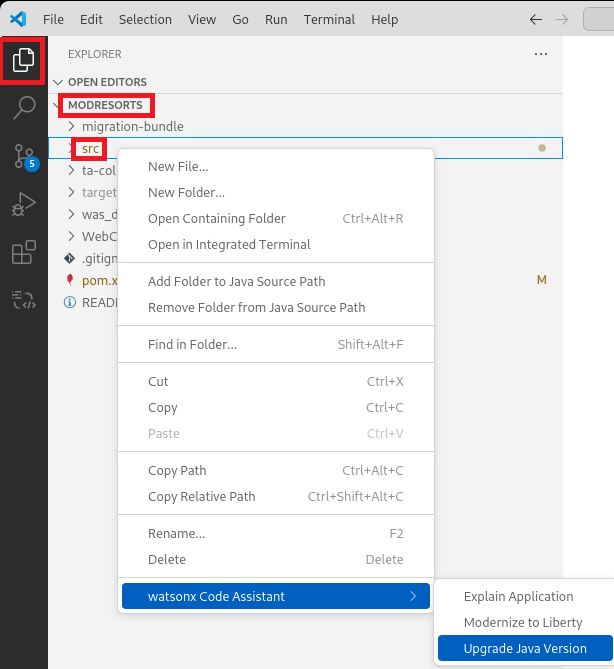 File Edit Selection View Go Run Terminal Help
EXPLORER
OPEN EDITORS
MODRESORTS
migration-bundle
src
ta-col
target
was_d
WebC
.gitign
pom.x M
READ
5
New File...
New Folder...
Open Containing Folder Ctrl+Alt+R
Open in Integrated Terminal
Add Folder to Java Source Path
Remove Folder from Java Source Path
Find in Folder... Shift+Alt+F
Cut Ctrl+X
Copy Ctrl+C
Paste Ctrl+V
Copy Path Ctrl+Alt+C
Copy Relative Path Ctrl+Shift+Alt+C
Rename... F2
Delete Delete
watsonx Code Assistant
Explain Application
Modernize to Liberty
Upgrade Java Version